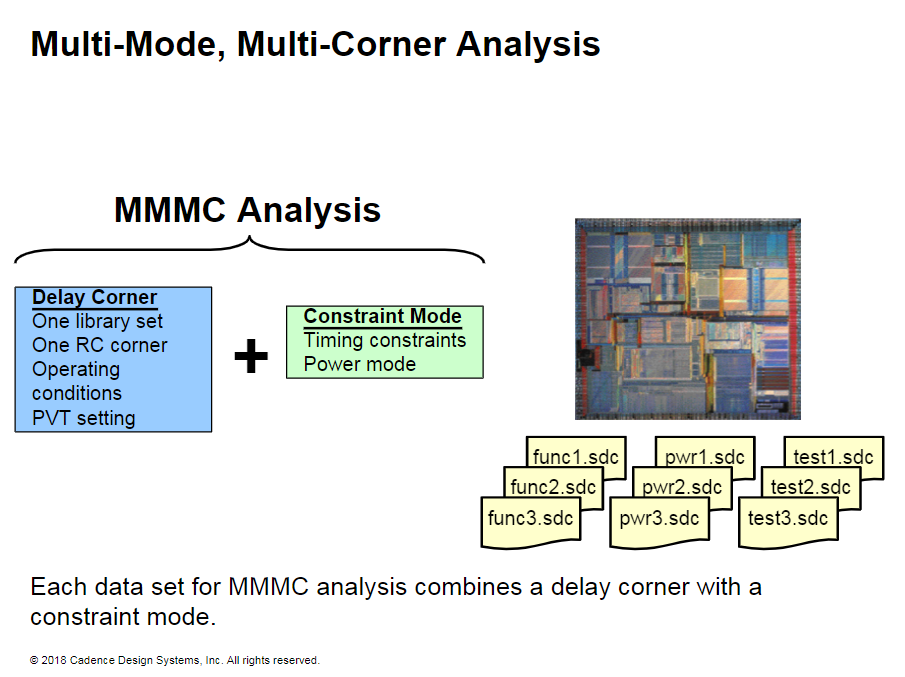 Multi-Mode, Multi-Corner Analysis
MMMC Analysis
Delay Corner
One library set
One RC corner
Operating
conditions
PVT setting
+
Constraint Mode
Timing constraints
Power mode
func1.sdc
func2.sdc
func3.sdc
pwr1.sdc
pwr2.sdc
pwr3.sdc
test1.sdc
test2.sdc
test3.sdc
Each data set for MMMC analysis combines a delay corner with a
constraint mode.
© 2018 Cadence Design Systems, Inc. All rights reserved.